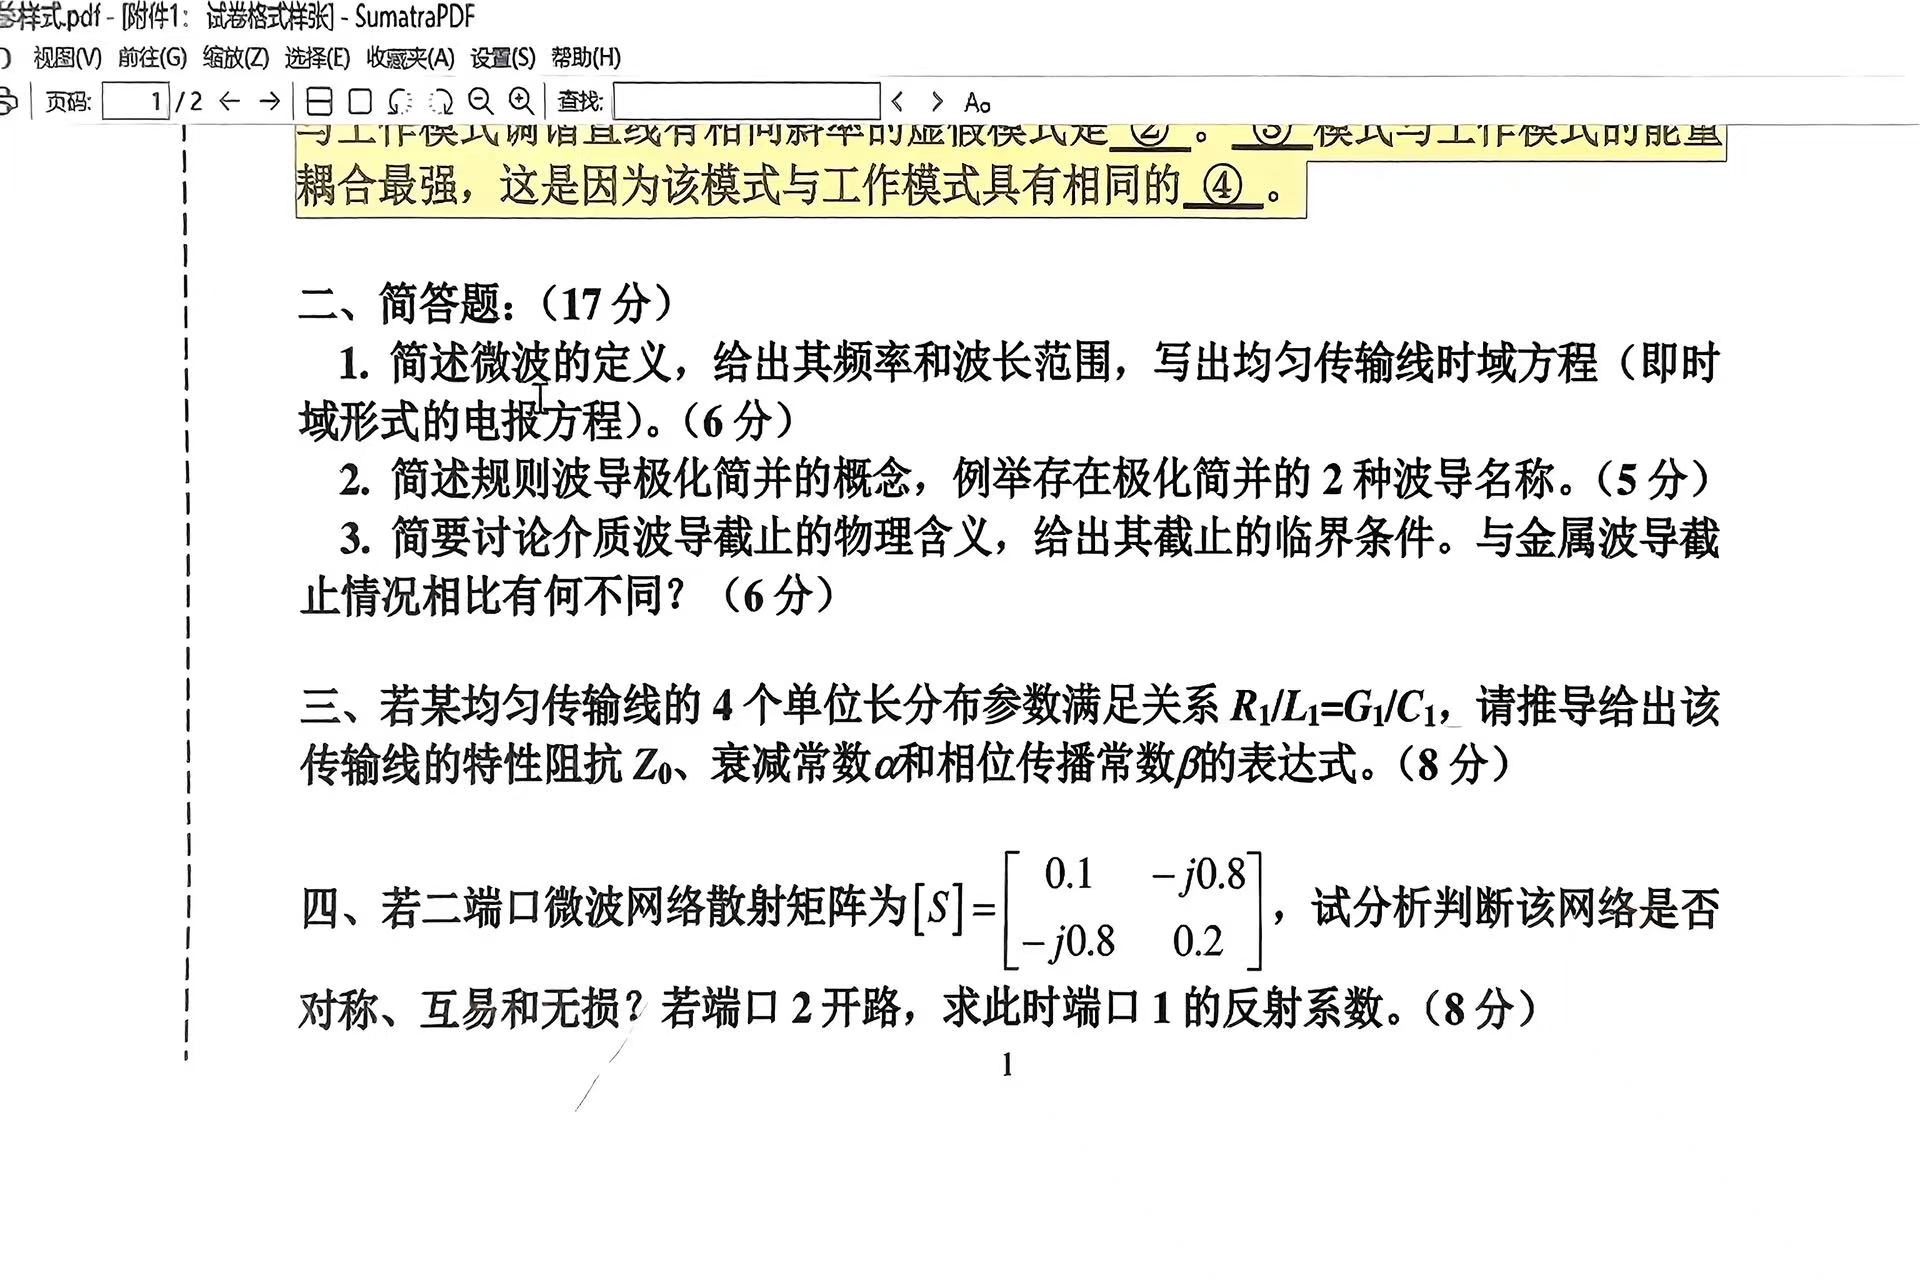 样式.pdf - [附件1: 试卷格式样张] - SumatraPDF
视图(V) 前往(G) 缩放(Z) 选择(E) 收藏夹(A) 设置(S) 帮助(H)
页码: 1 / 2 查找: Aa
与工作模式调谐直线有相同斜率的虚假模式是 ② 。 ③ 模式与工作模式的能量
耦合最强，这是因为该模式与工作模式具有相同的 ④ 。
二、简答题:（17 分）
1. 简述微波的定义，给出其频率和波长范围，写出均匀传输线时域方程（即时
域形式的电报方程）。（6 分）
2. 简述规则波导极化简并的概念，例举存在极化简并的 2 种波导名称。（5 分）
3. 简要讨论介质波导截止的物理含义，给出其截止的临界条件。与金属波导截
止情况相比有何不同？（6 分）
三、若某均匀传输线的 4 个单位长分布参数满足关系 R₁/L₁=G₁/C₁，请推导给出该
传输线的特性阻抗 Z₀、衰减常数α和相位传播常数β的表达式。（8 分）
四、若二端口微波网络散射矩阵为[S]=[0.1 -j0.8; -j0.8 0.2]，试分析判断该网络是否
对称、互易和无损？若端口 2 开路，求此时端口 1 的反射系数。（8 分）
1